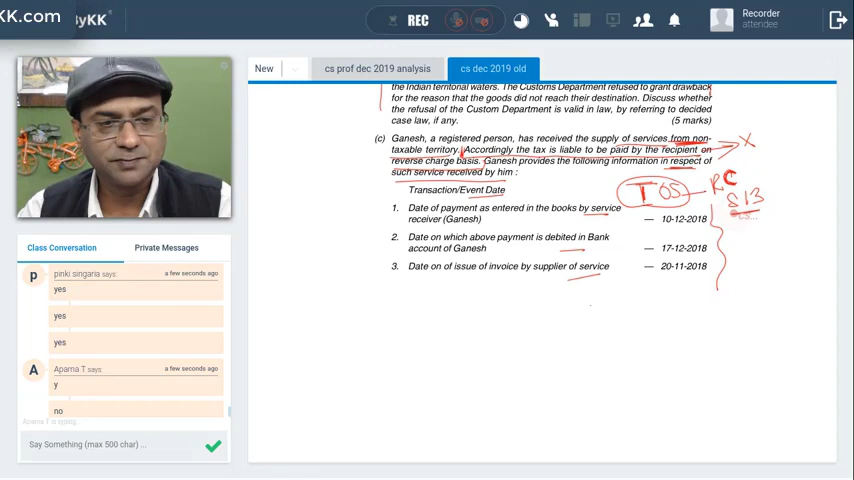 KK.com
ByKK
REC
Recorder
attendee
New
cs prof dec 2019 analysis
cs dec 2019 old
the Indian territorial waters. The Customs Department refused to grant drawback
for the reason that the goods did not reach their destination. Discuss whether
the refusal of the Custom Department is valid in law, by referring to decided
case law, if any.
(5 marks)
(c) Ganesh, a registered person, has received the supply of services from non-
taxable territory. Accordingly the tax is liable to be paid by the recipient on
reverse charge basis. Ganesh provides the following information in respect of
such service received by him :
X
Transaction/Event Date
TOS
RC
S 13
1. Date of payment as entered in the books by service
receiver (Ganesh) — 10-12-2018
2. Date on which above payment is debited in Bank
account of Ganesh — 17-12-2018
3. Date on of issue of invoice by supplier of service — 20-11-2018
Class Conversation
Private Messages
p
pinki singaria says:
a few seconds ago
yes
yes
yes
A
Aparna T says:
a few seconds ago
y
no
Aparna T is typing.
Say Something (max 500 char) ...